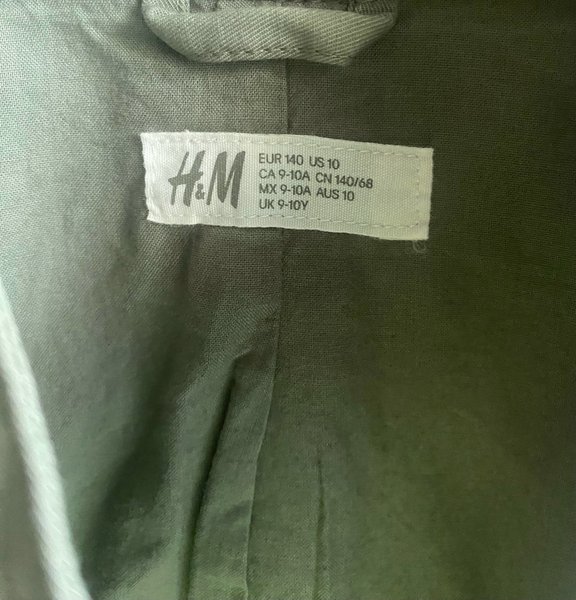 H&M
EUR 140 US 10
CA 9-10A CN 140/68
MX 9-10A AUS 10
UK 9-10Y